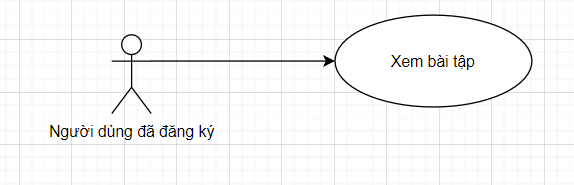 Xem bài tập
Người dùng đã đăng ký